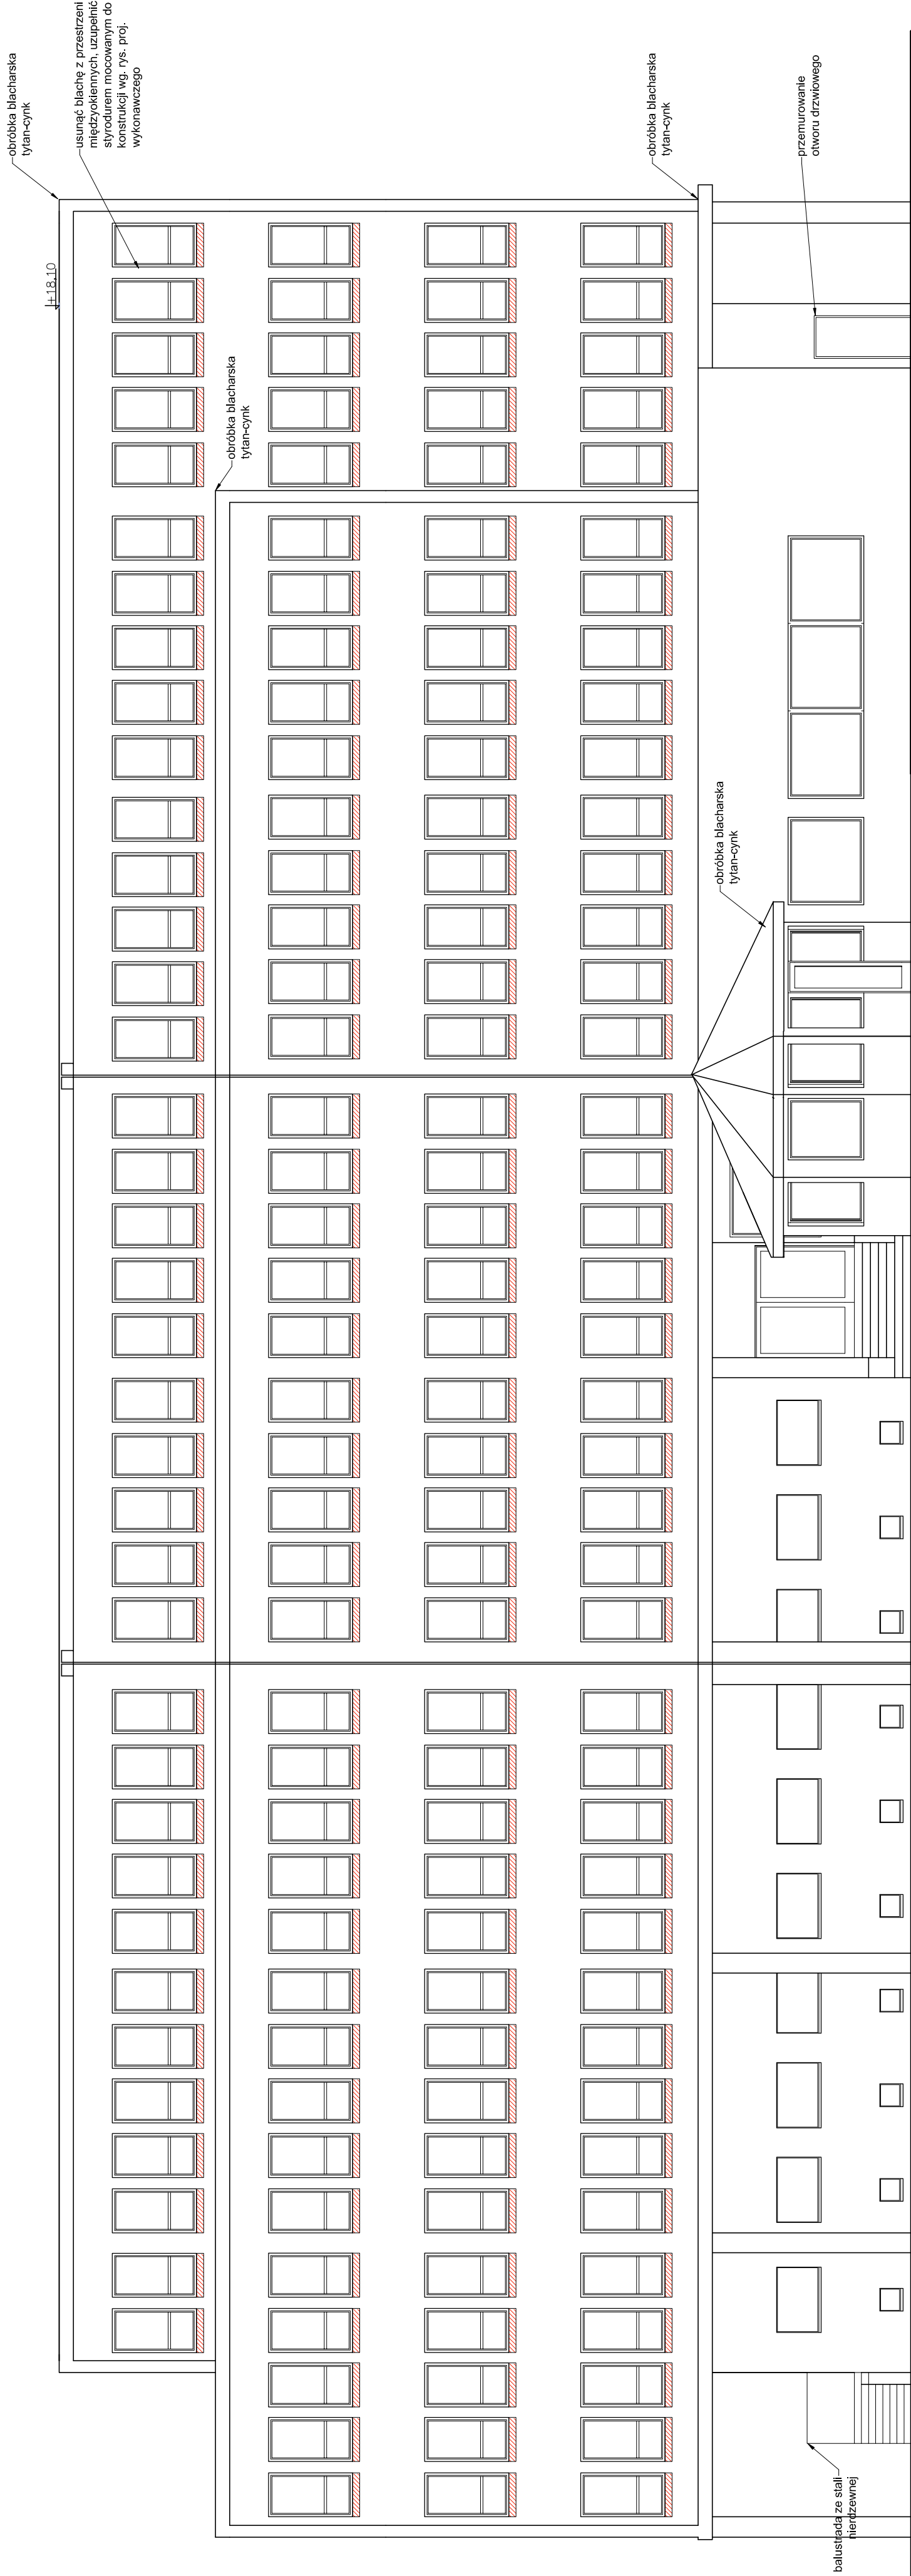 obróbka blacharska
tytan-cynk
usunąć blachę z przestrzeni
międzyokiennych, uzupełnić
styrodurem mocowanym do
konstrukcji wg. rys. proj.
wykonawczego
+18,10
obróbka blacharska
tytan-cynk
obróbka blacharska
tytan-cynk
przemurowanie
otworu drzwiowego
obróbka blacharska
tytan-cynk
balustrada ze stali
nierdzewnej